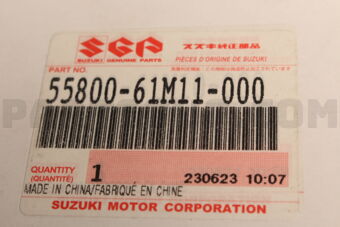 SGP
スズキ純正部品
SUZUKI
GENUINE PARTS
PIÈCES D'ORIGINE DE SUZUKI
PART NO.
55800-61M11-000
QUANTITY
(QUANTITÉ)
1
230623 10:07
MADE IN CHINA/FABRIQUÉ EN CHINE
SUZUKI MOTOR CORPORATION